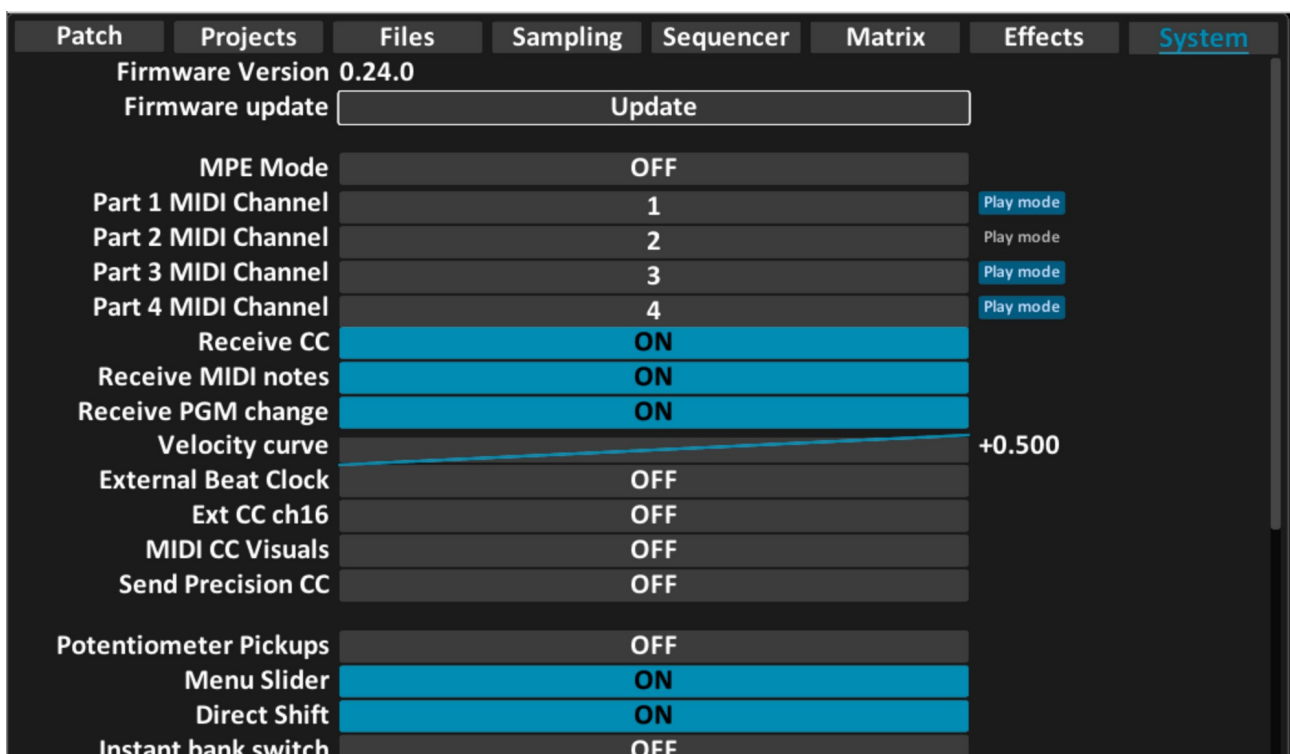 Patch Projects Files Sampling Sequencer Matrix Effects System
Firmware Version 0.24.0
Firmware update Update
MPE Mode OFF
Part 1 MIDI Channel 1 Play mode
Part 2 MIDI Channel 2 Play mode
Part 3 MIDI Channel 3 Play mode
Part 4 MIDI Channel 4 Play mode
Receive CC ON
Receive MIDI notes ON
Receive PGM change ON
Velocity curve +0.500
External Beat Clock OFF
Ext CC ch16 OFF
MIDI CC Visuals OFF
Send Precision CC OFF
Potentiometer Pickups OFF
Menu Slider ON
Direct Shift ON
Instant bank switch OFF